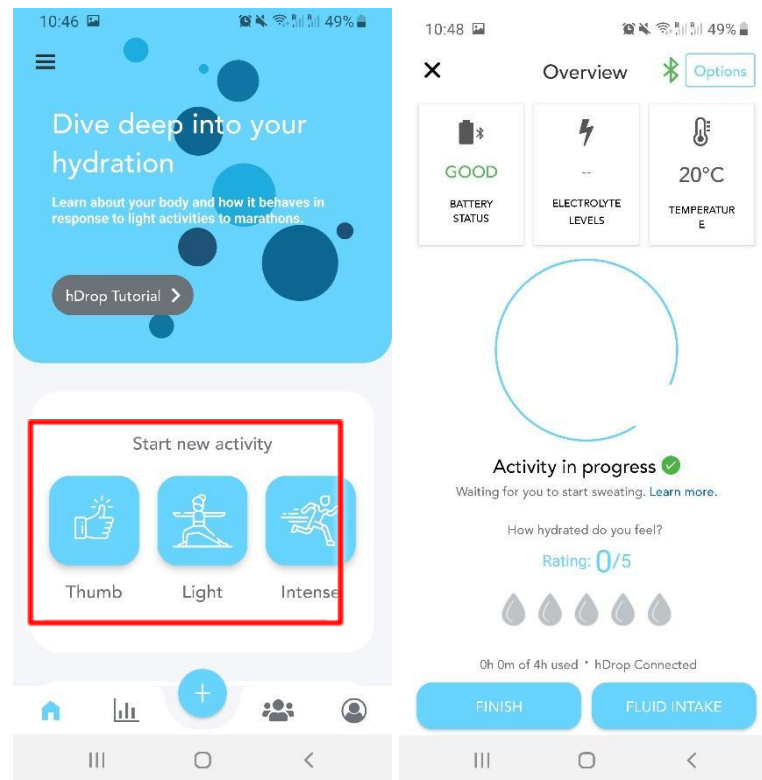 10:46
49%
Dive deep into your
hydration
Learn about your body and how it behaves in
response to light activities to marathons.
hDrop Tutorial
Start new activity
Thumb Light Intense
10:48
49%
Overview
Options
GOOD
BATTERY
STATUS
--
ELECTROLYTE
LEVELS
20°C
TEMPERATUR
E
Activity in progress
Waiting for you to start sweating. Learn more.
How hydrated do you feel?
Rating: 0/5
0h 0m of 4h used * hDrop Connected
FINISH
FLUID INTAKE